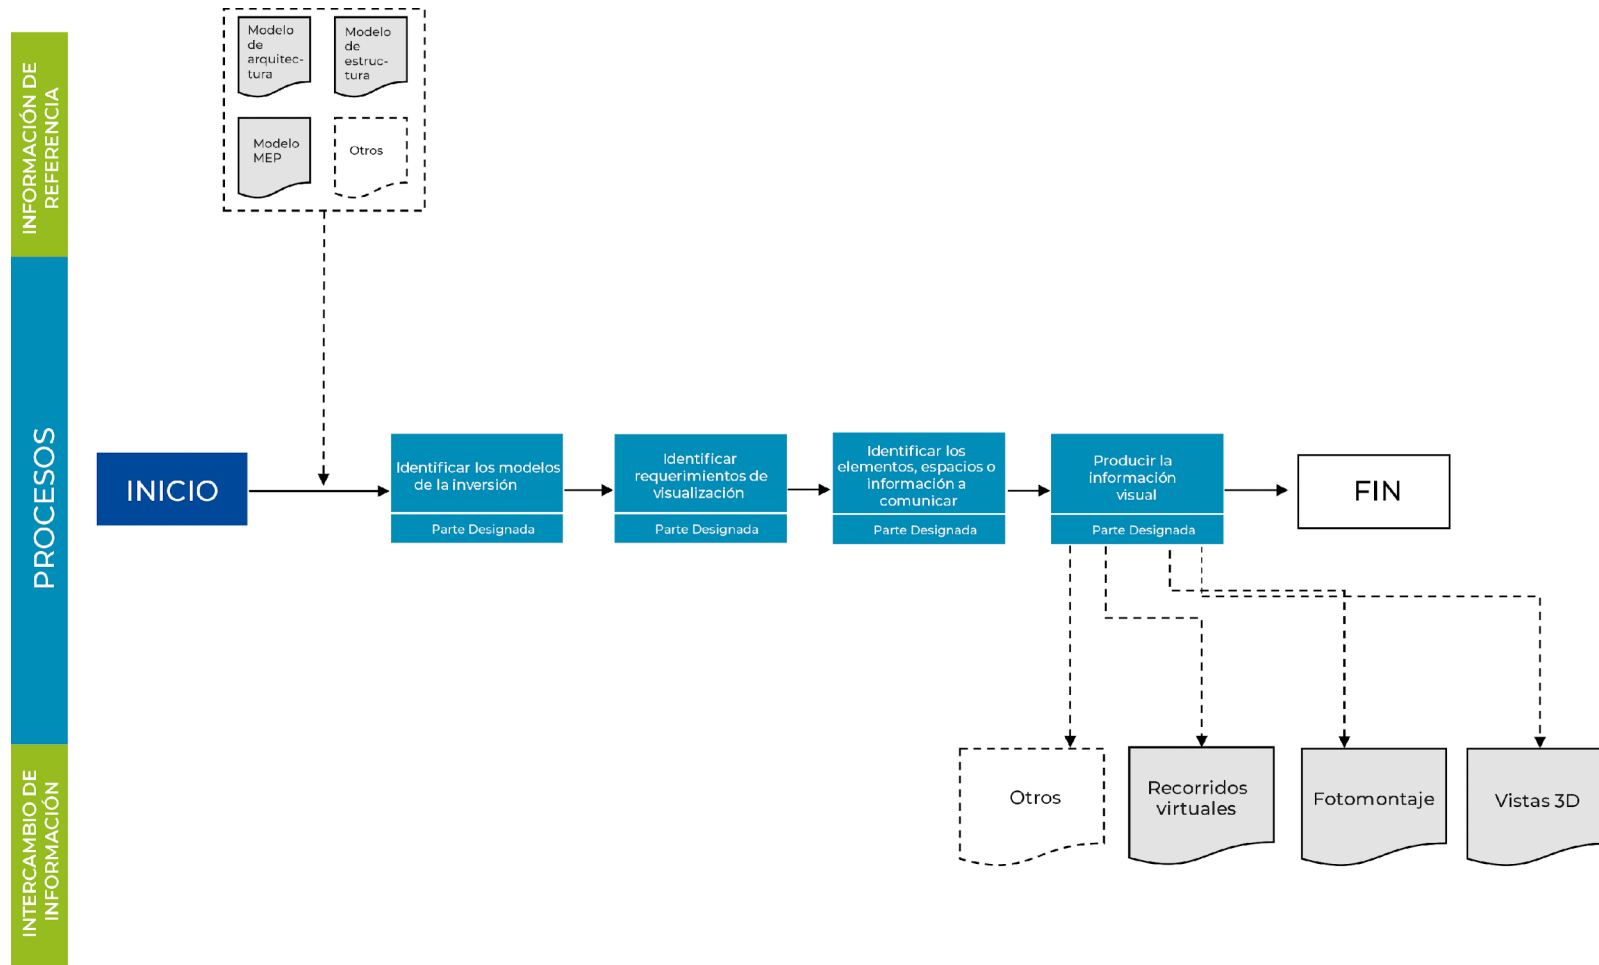 INFORMACIÓN DE
REFERENCIA
Modelo
de
arquitec-
tura
Modelo
de
estruc-
tura
Modelo
MEP
Otros
PROCESOS
INICIO
Identificar los modelos
de la inversión
Parte Designada
Identificar
requerimientos de
visualización
Parte Designada
Identificar los
elementos, espacios o
información a
comunicar
Parte Designada
Producir la
información
visual
Parte Designada
FIN
INTERCAMBIO DE
INFORMACIÓN
Otros
Recorridos
virtuales
Fotomontaje
Vistas 3D